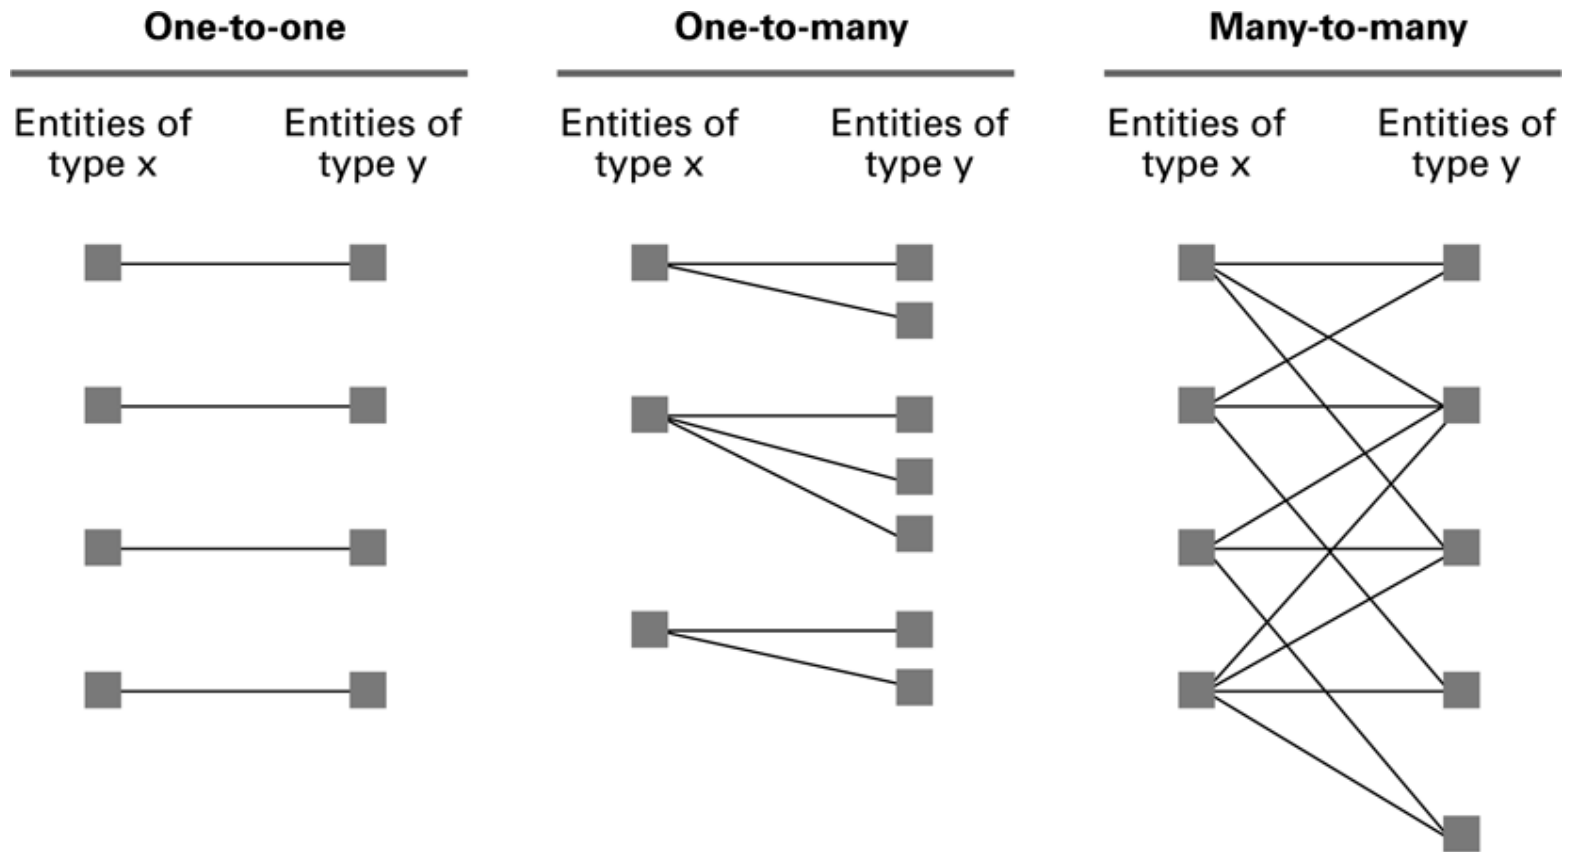 One-to-one
Entities of
type x
Entities of
type y
One-to-many
Entities of
type x
Entities of
type y
Many-to-many
Entities of
type x
Entities of
type y